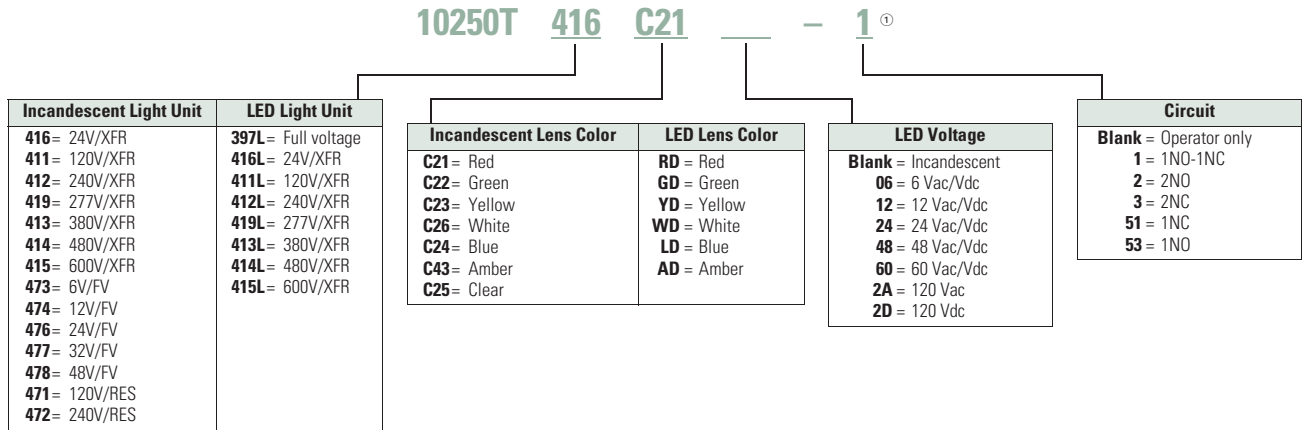 10250T 416 C21 ___ – 1 ①
Incandescent Light Unit
416= 24V/XFR
411= 120V/XFR
412= 240V/XFR
419= 277V/XFR
413= 380V/XFR
414= 480V/XFR
415= 600V/XFR
473= 6V/FV
474= 12V/FV
476= 24V/FV
477= 32V/FV
478= 48V/FV
471= 120V/RES
472= 240V/RES
LED Light Unit
397L= Full voltage
416L= 24V/XFR
411L= 120V/XFR
412L= 240V/XFR
419L= 277V/XFR
413L= 380V/XFR
414L= 480V/XFR
415L= 600V/XFR
Incandescent Lens Color
C21= Red
C22= Green
C23= Yellow
C26= White
C24= Blue
C43= Amber
C25= Clear
LED Lens Color
RD = Red
GD = Green
YD = Yellow
WD = White
LD = Blue
AD = Amber
LED Voltage
Blank = Incandescent
06 = 6 Vac/Vdc
12 = 12 Vac/Vdc
24 = 24 Vac/Vdc
48 = 48 Vac/Vdc
60 = 60 Vac/Vdc
2A = 120 Vac
2D = 120 Vdc
Circuit
Blank = Operator only
1 = 1NO-1NC
2 = 2NO
3 = 2NC
51 = 1NC
53 = 1NO